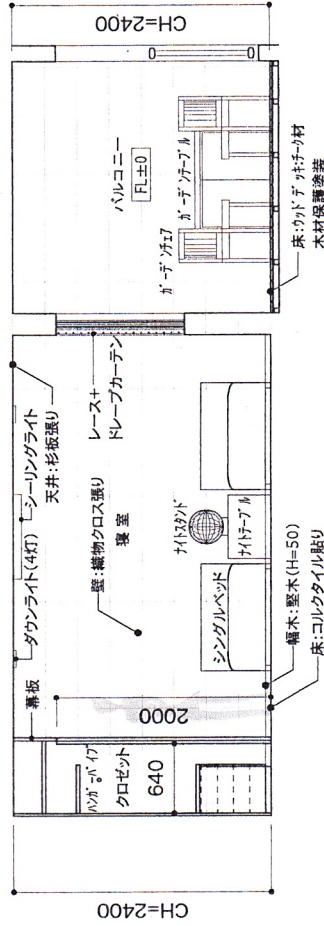 CH=2400
幕板
ダウンライト(4灯)
シーリングライト
天井:杉板張り
レース+
ドレープカーテン
バルコニー
FL±0
ガーデンチェア
ガーデンテーブル
CH=2400
ハンガーパイプ
クロゼット
640
2000
壁:織物クロス張り
寝室
ナイトスタンド
シングルベッド
ナイトテーブル
幅木:堅木(H=50)
床:コルクタイル貼り
床:ウッドデッキ:チーク材
木材保護塗装